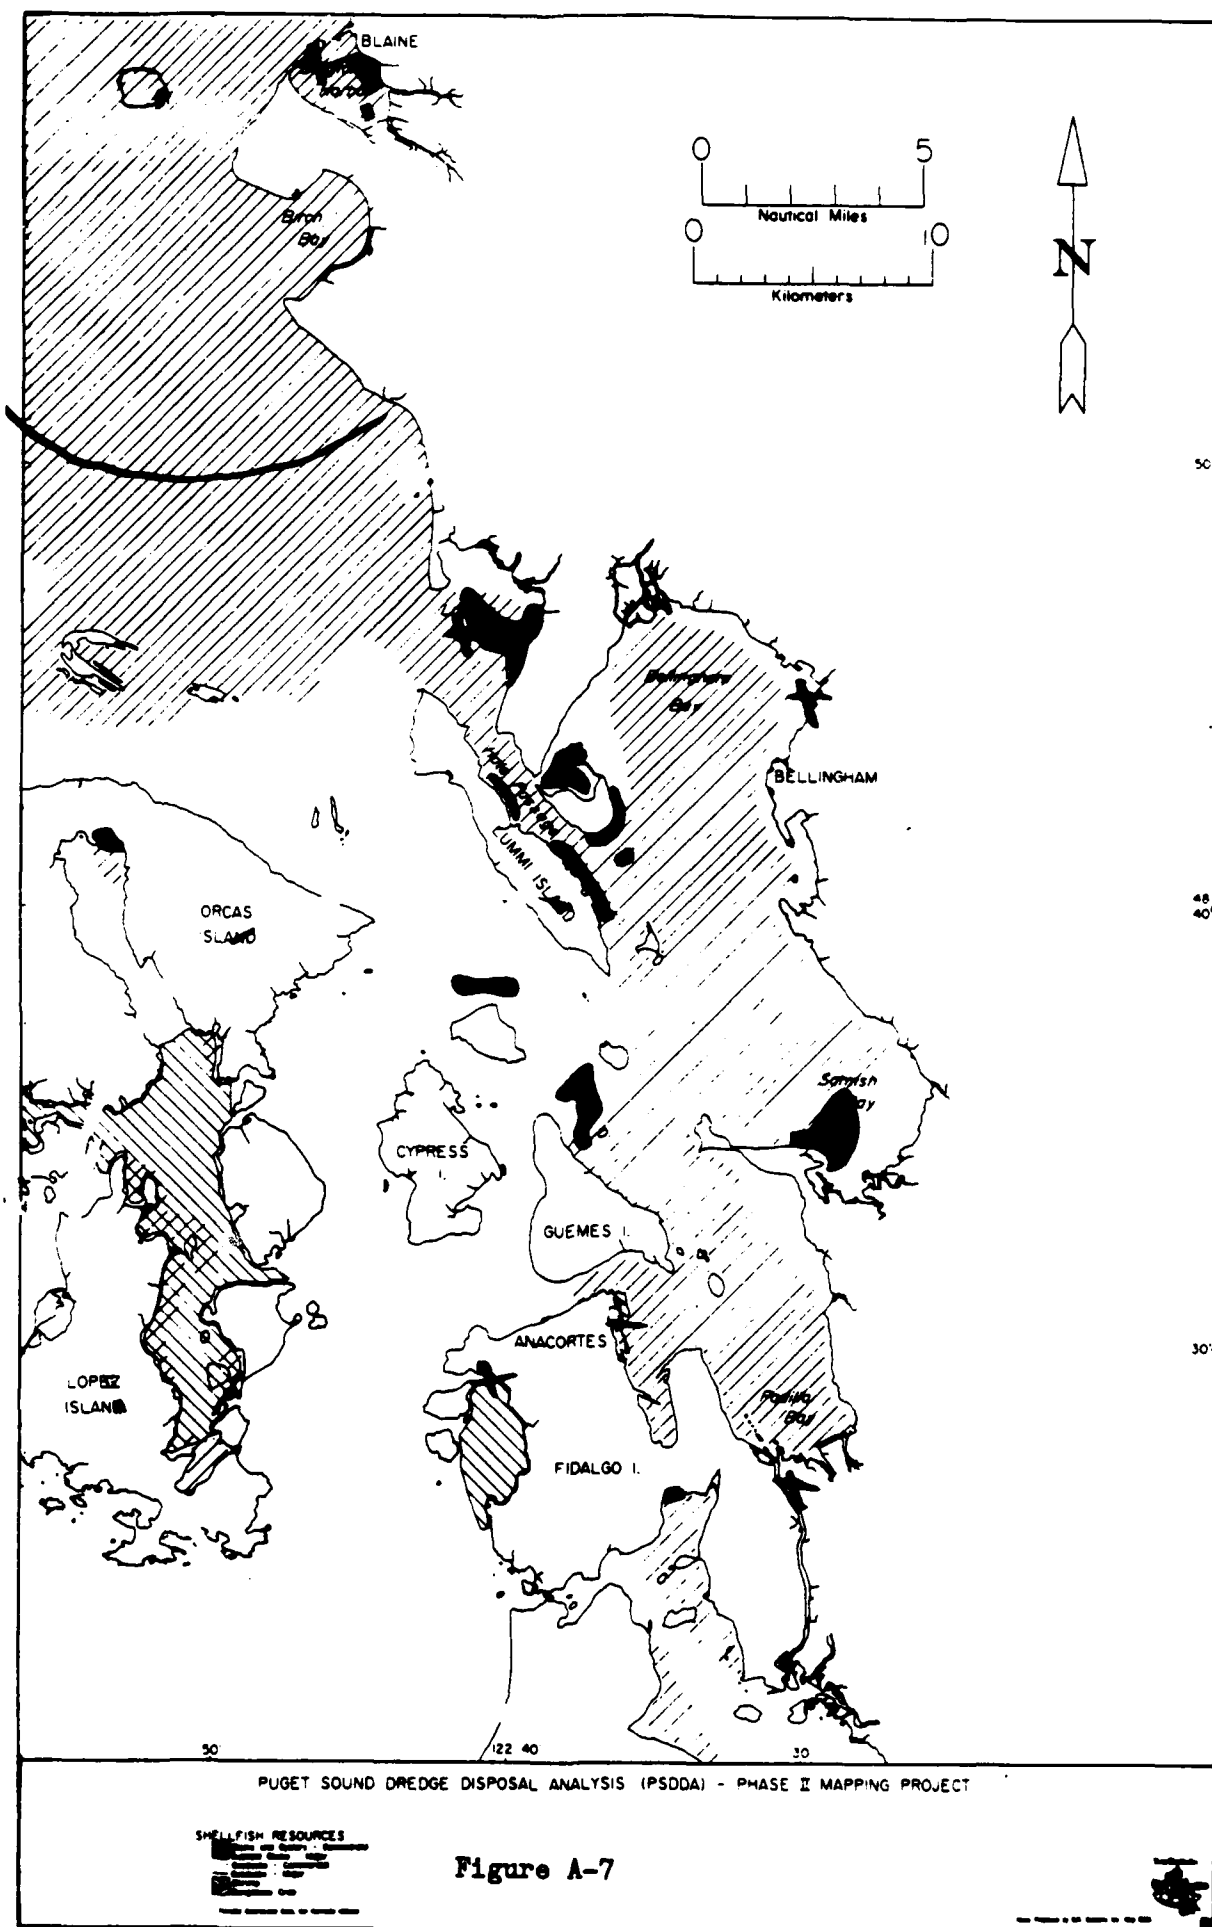 BLAINE
0 5
Nautical Miles
0 10
Kilometers
N
Birch
Bay
50
Bellingham
Bay
BELLINGHAM
LUMMI ISLAND
48
40'
ORCAS
ISLAND
Samish
Bay
CYPRESS
I.
GUEMES I.
ANACORTES
30'
LOPEZ
ISLAND
Padilla
Bay
FIDALGO I.
50' 122 40 30
PUGET SOUND DREDGE DISPOSAL ANALYSIS (PSDDA) - PHASE II MAPPING PROJECT
SHELLFISH RESOURCES
Figure A-7